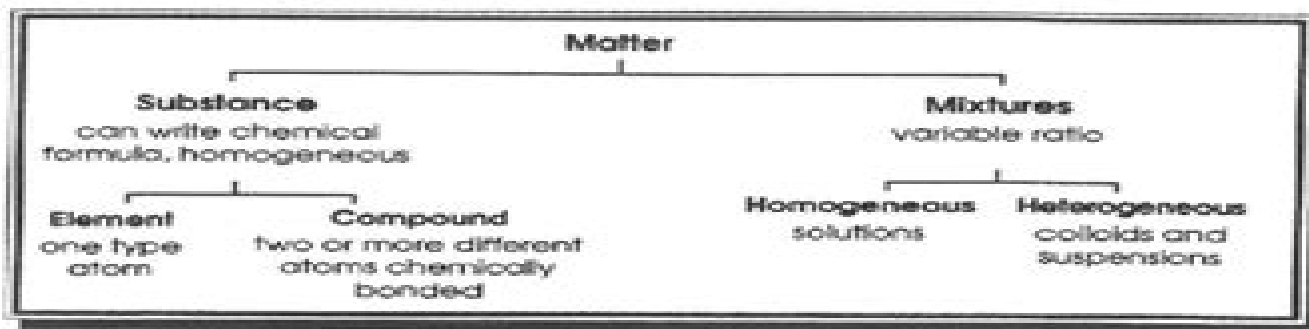 Matter
Substance
can write chemical
formula, homogeneous
Mixtures
variable ratio
Element
one type
atom
Compound
two or more different
atoms chemically
bonded
Homogeneous
solutions
Heterogeneous
colloids and
suspensions